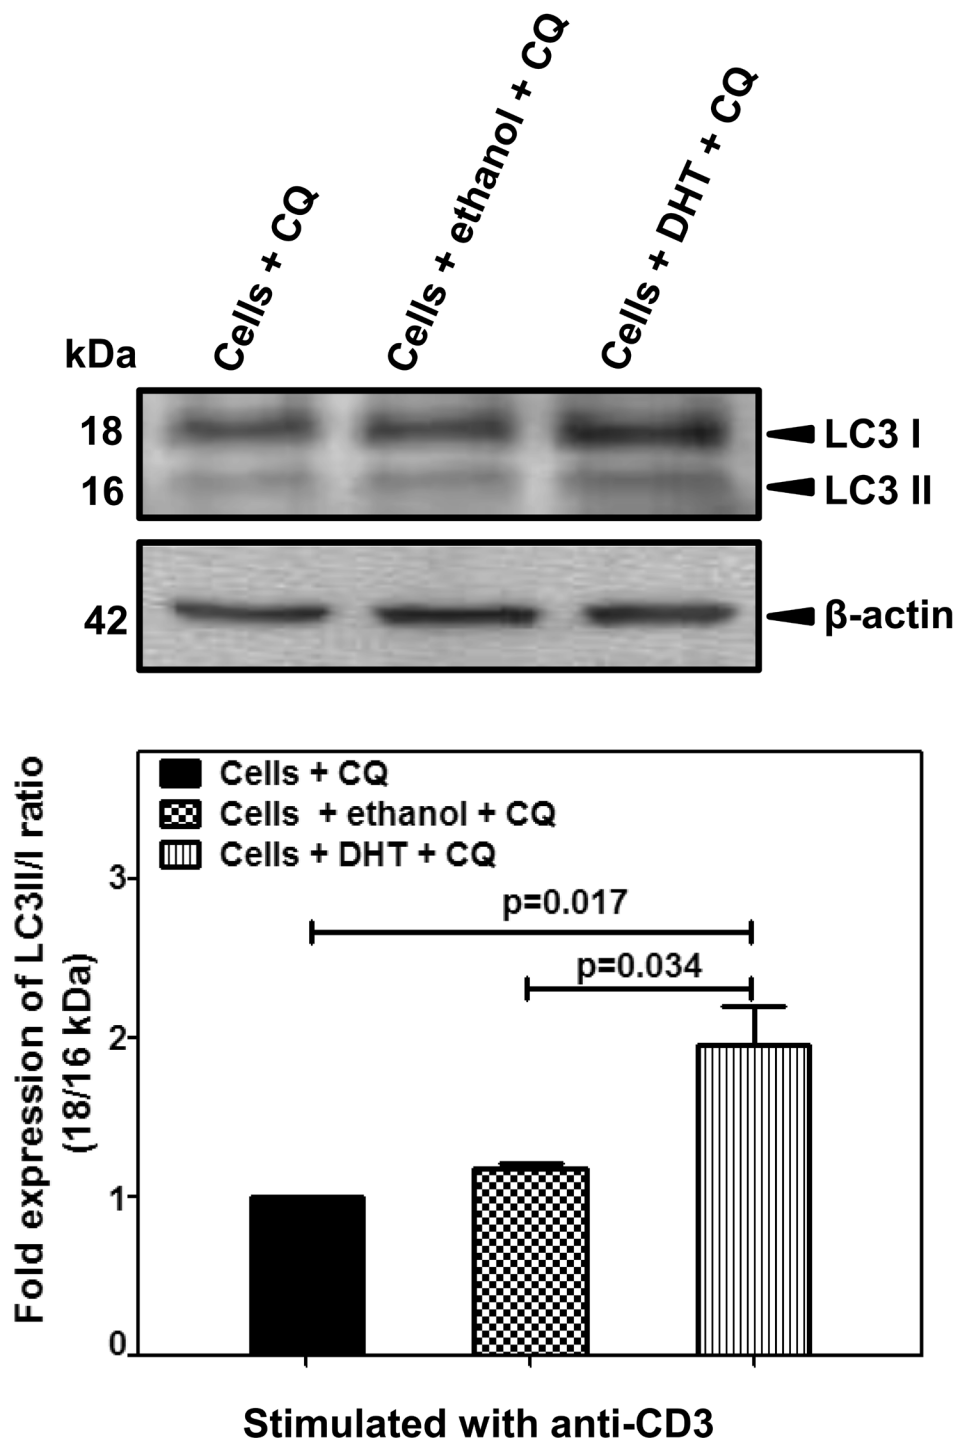 Cells + CQ
Cells + ethanol + CQ
Cells + DHT + CQ
kDa
18
LC3 I
16
LC3 II
42
β-actin
Fold expression of LC3II/I ratio
(18/16 kDa)
Cells + CQ
Cells + ethanol + CQ
Cells + DHT + CQ
3
p=0.017
p=0.034
2
1
0
Stimulated with anti-CD3